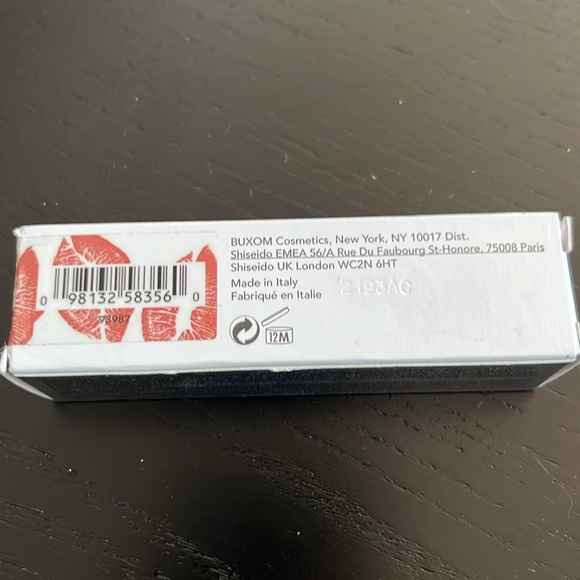 BUXOM Cosmetics, New York, NY 10017 Dist.
Shiseido EMEA 56/A Rue Du Faubourg St-Honore, 75008 Paris
Shiseido UK London WC2N 6HT
Made in Italy
Fabriqué en Italie
12M
0 98132 58356 0
93987